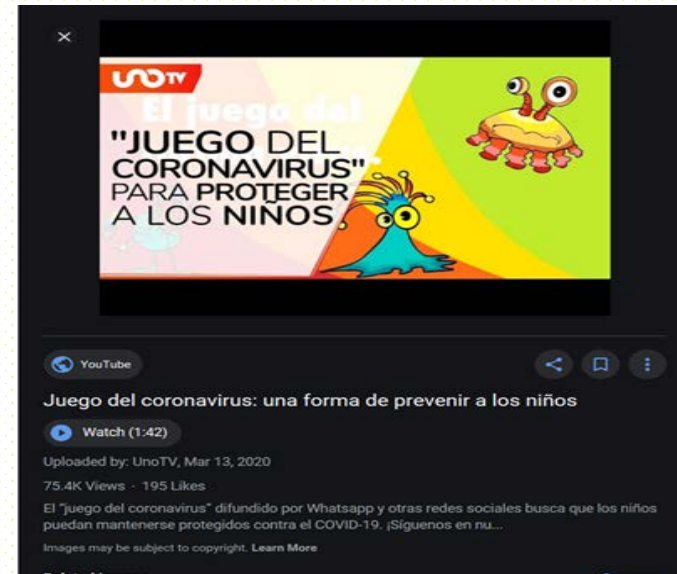 UNOTV
El juego del
"JUEGO DEL
CORONAVIRUS"
PARA PROTEGER
A LOS NIÑOS
YouTube
Juego del coronavirus: una forma de prevenir a los niños
Watch (1:42)
Uploaded by: UnoTV, Mar 13, 2020
75.4K Views · 195 Likes
El "juego del coronavirus" difundido por Whatsapp y otras redes sociales busca que los niños
puedan mantenerse protegidos contra el COVID-19. ¡Síguenos en nu...
Images may be subject to copyright. Learn More